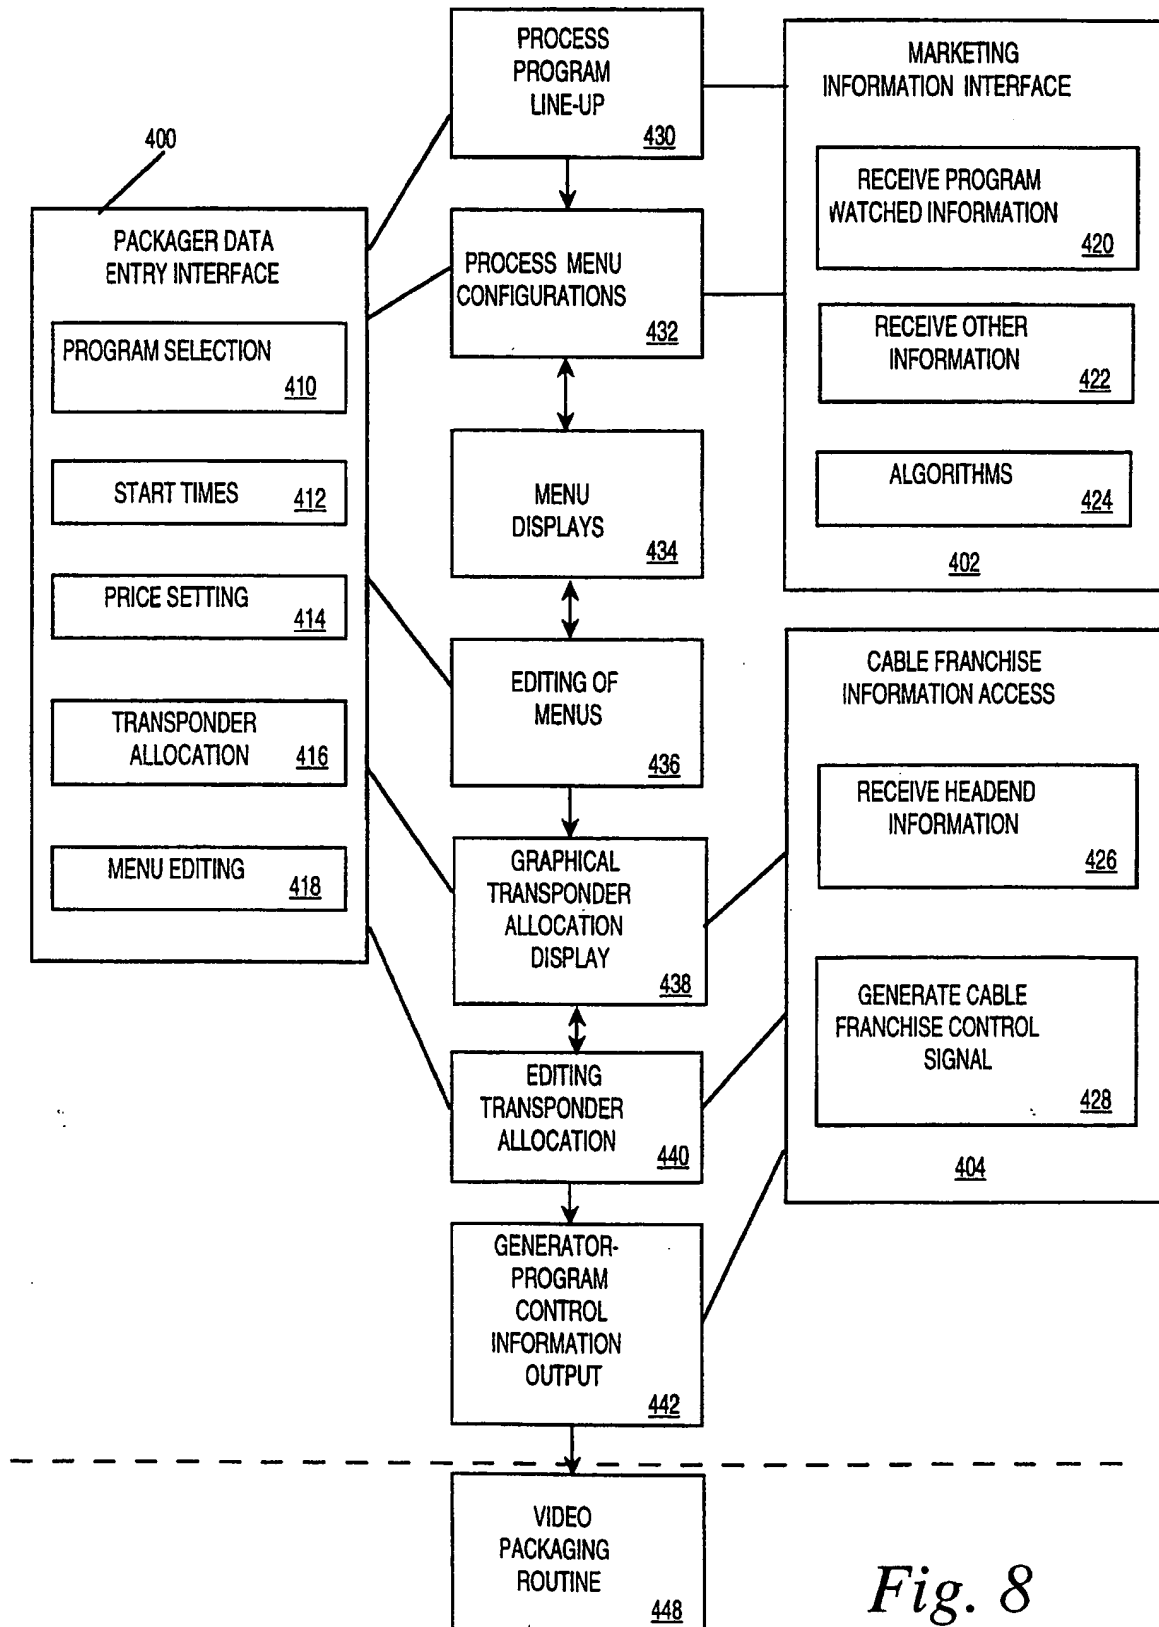 400
PACKAGER DATA
ENTRY INTERFACE
PROGRAM SELECTION
410
START TIMES
412
PRICE SETTING
414
TRANSPONDER
ALLOCATION
416
MENU EDITING
418
PROCESS
PROGRAM
LINE-UP
430
PROCESS MENU
CONFIGURATIONS
432
MENU
DISPLAYS
434
EDITING OF
MENUS
436
GRAPHICAL
TRANSPONDER
ALLOCATION
DISPLAY
438
EDITING
TRANSPONDER
ALLOCATION
440
GENERATOR-
PROGRAM
CONTROL
INFORMATION
OUTPUT
442
VIDEO
PACKAGING
ROUTINE
448
MARKETING
INFORMATION INTERFACE
RECEIVE PROGRAM
WATCHED INFORMATION
420
RECEIVE OTHER
INFORMATION
422
ALGORITHMS
424
402
CABLE FRANCHISE
INFORMATION ACCESS
RECEIVE HEADEND
INFORMATION
426
GENERATE CABLE
FRANCHISE CONTROL
SIGNAL
428
404
Fig. 8